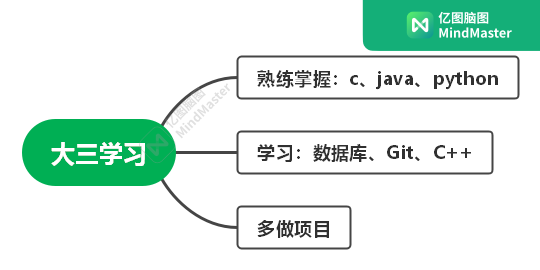 亿图脑图
MindMaster
熟练掌握：c、java、python
亿图脑图
MindMaster
大三学习
学习：数据库、Git、C++
多做项目